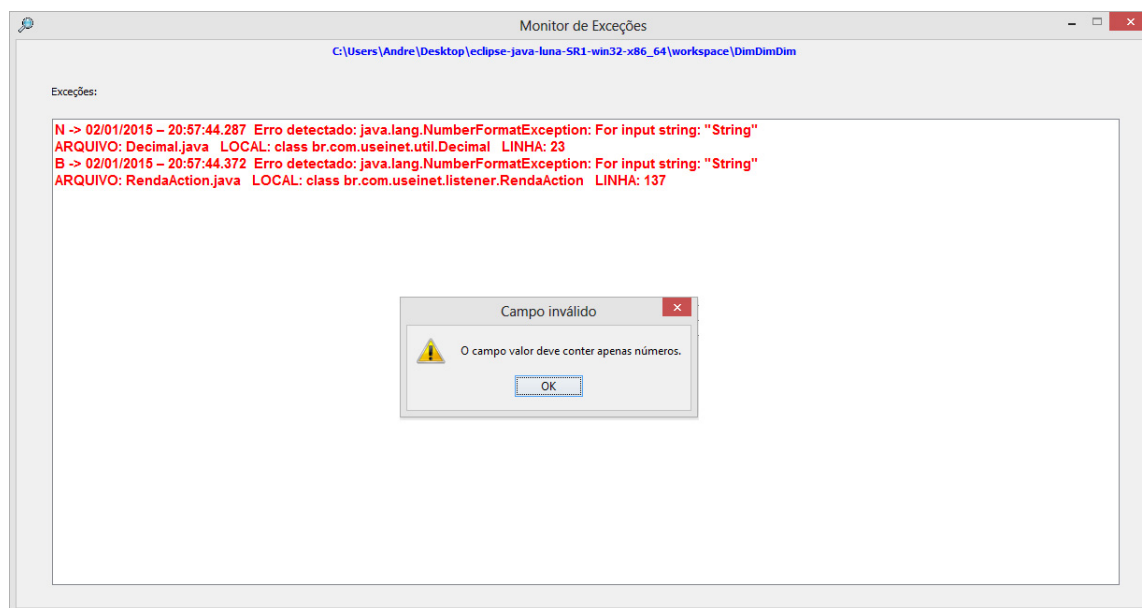 Monitor de Exceções
C:\Users\Andre\Desktop\eclipse-java-luna-SR1-win32-x86_64\workspace\DimDimDim
Exceções:
N -> 02/01/2015 – 20:57:44.287 Erro detectado: java.lang.NumberFormatException: For input string: "String"
ARQUIVO: Decimal.java LOCAL: class br.com.useinet.util.Decimal LINHA: 23
B -> 02/01/2015 – 20:57:44.372 Erro detectado: java.lang.NumberFormatException: For input string: "String"
ARQUIVO: RendaAction.java LOCAL: class br.com.useinet.listener.RendaAction LINHA: 137
Campo inválido
O campo valor deve conter apenas números.
OK